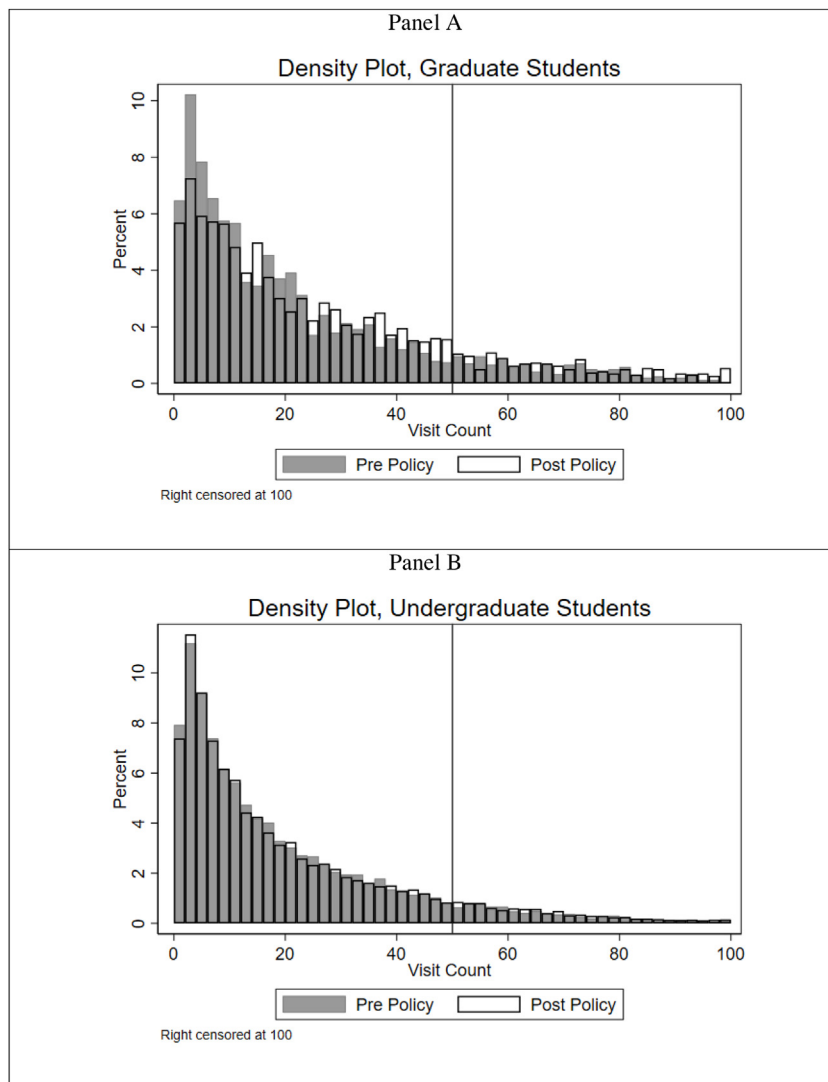 Panel A
Density Plot, Graduate Students
Percent
10
8
6
4
2
0
0 20 40 60 80 100
Visit Count
Pre Policy Post Policy
Right censored at 100
Panel B
Density Plot, Undergraduate Students
Percent
10
8
6
4
2
0
0 20 40 60 80 100
Visit Count
Pre Policy Post Policy
Right censored at 100